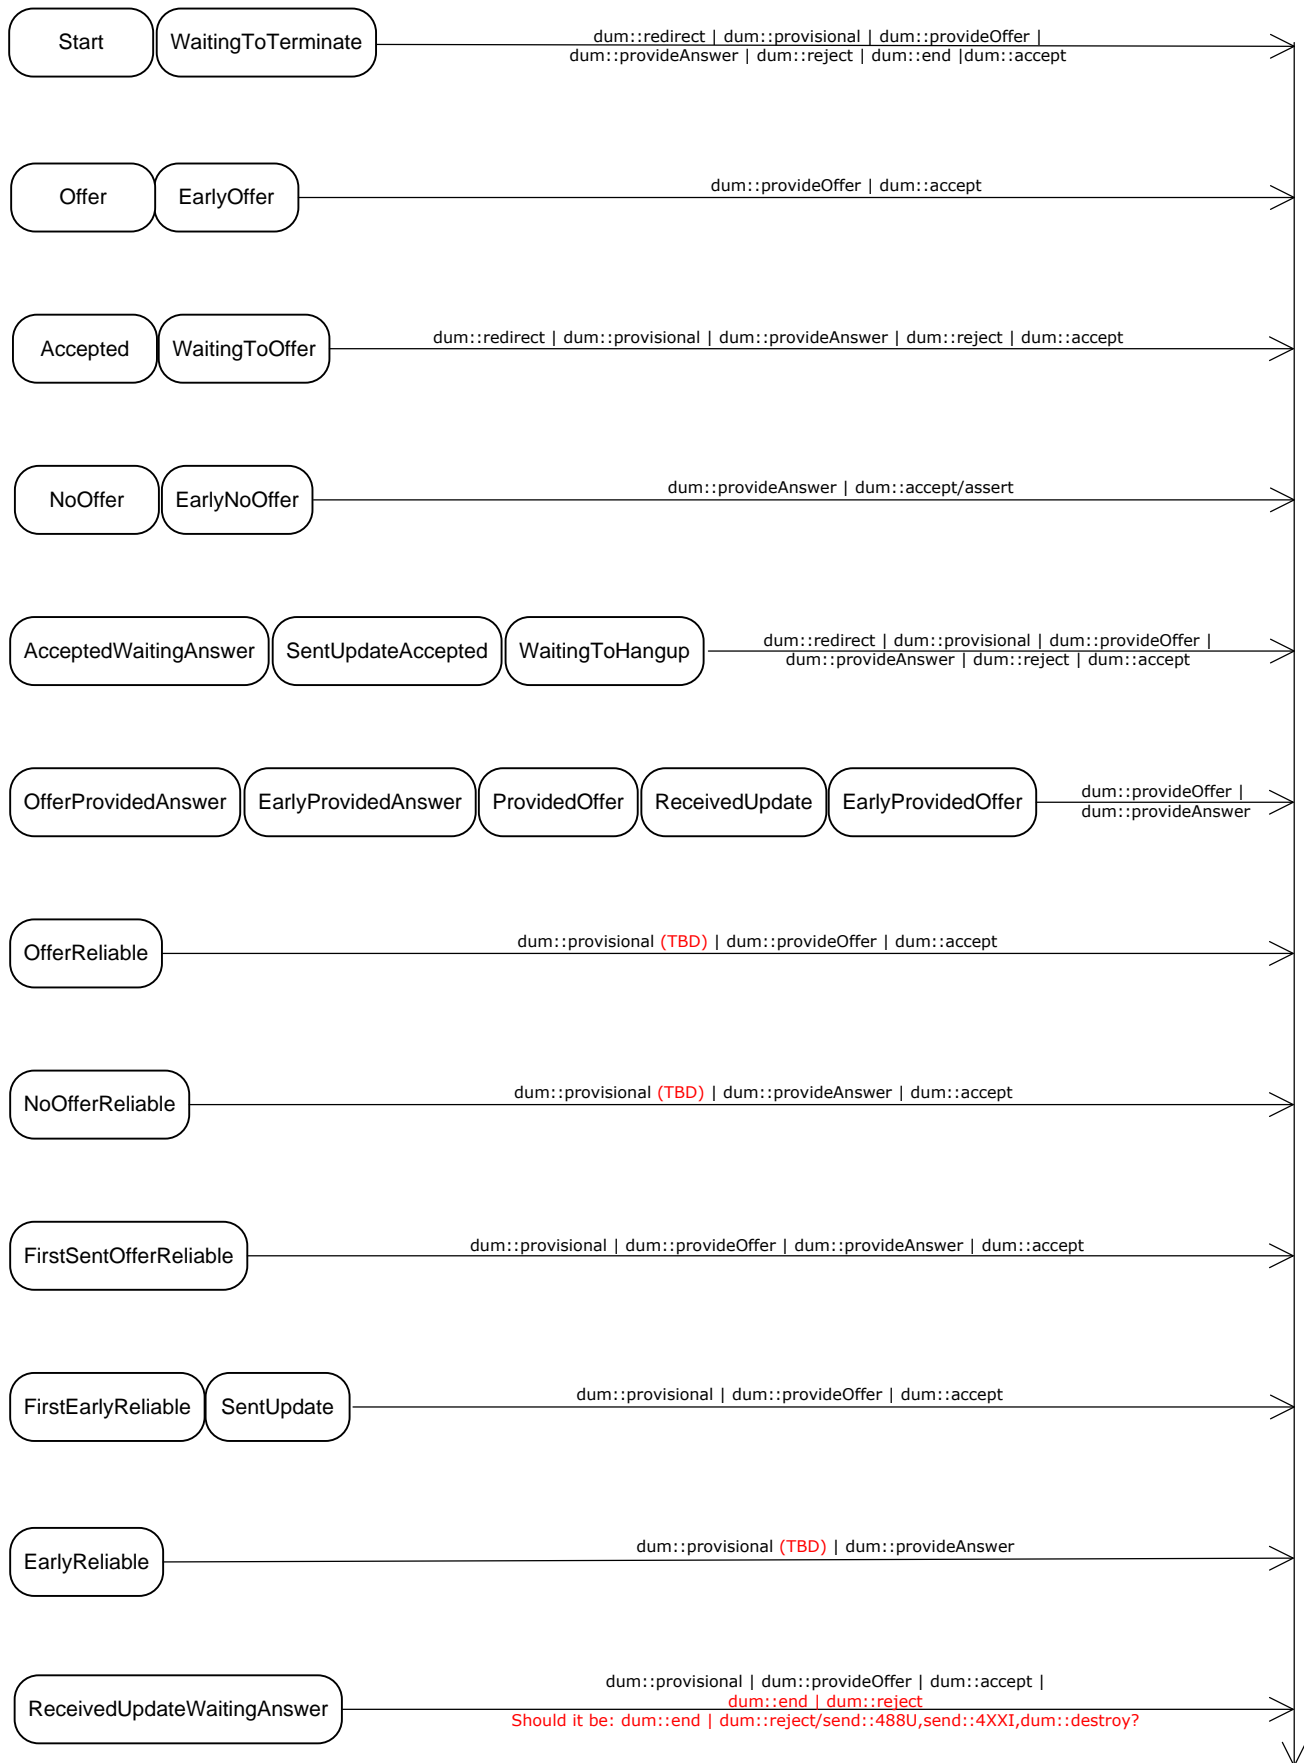 Start WaitingToTerminate dum::redirect | dum::provisional | dum::provideOffer |
dum::provideAnswer | dum::reject | dum::end |dum::accept
Offer EarlyOffer dum::provideOffer | dum::accept
Accepted WaitingToOffer dum::redirect | dum::provisional | dum::provideAnswer | dum::reject | dum::accept
NoOffer EarlyNoOffer dum::provideAnswer | dum::accept/assert
AcceptedWaitingAnswer SentUpdateAccepted WaitingToHangup dum::redirect | dum::provisional | dum::provideOffer |
dum::provideAnswer | dum::reject | dum::accept
OfferProvidedAnswer EarlyProvidedAnswer ProvidedOffer ReceivedUpdate EarlyProvidedOffer dum::provideOffer |
dum::provideAnswer
OfferReliable dum::provisional (TBD) | dum::provideOffer | dum::accept
NoOfferReliable dum::provisional (TBD) | dum::provideAnswer | dum::accept
FirstSentOfferReliable dum::provisional | dum::provideOffer | dum::provideAnswer | dum::accept
FirstEarlyReliable SentUpdate dum::provisional | dum::provideOffer | dum::accept
EarlyReliable dum::provisional (TBD) | dum::provideAnswer
ReceivedUpdateWaitingAnswer dum::provisional | dum::provideOffer | dum::accept |
dum::end | dum::reject
Should it be: dum::end | dum::reject/send::488U,send::4XXI,dum::destroy?